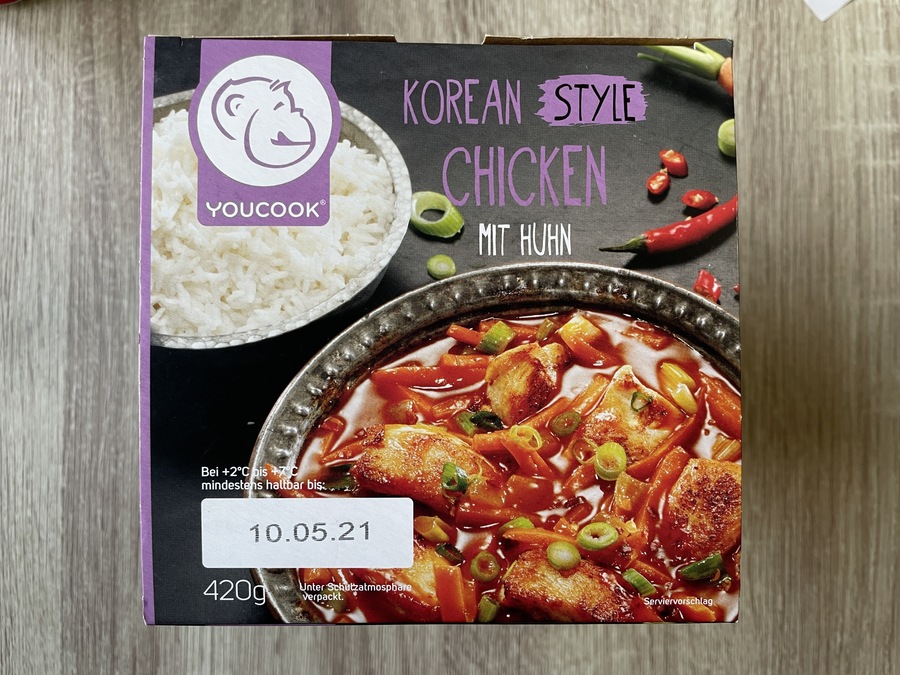 YOUCOOK®
KOREAN STYLE
CHICKEN
MIT HUHN
Bei +2°C bis +7°C
mindestens haltbar bis:
10.05.21
420g
Unter Schutzatmosphäre
verpackt.
Serviervorschlag